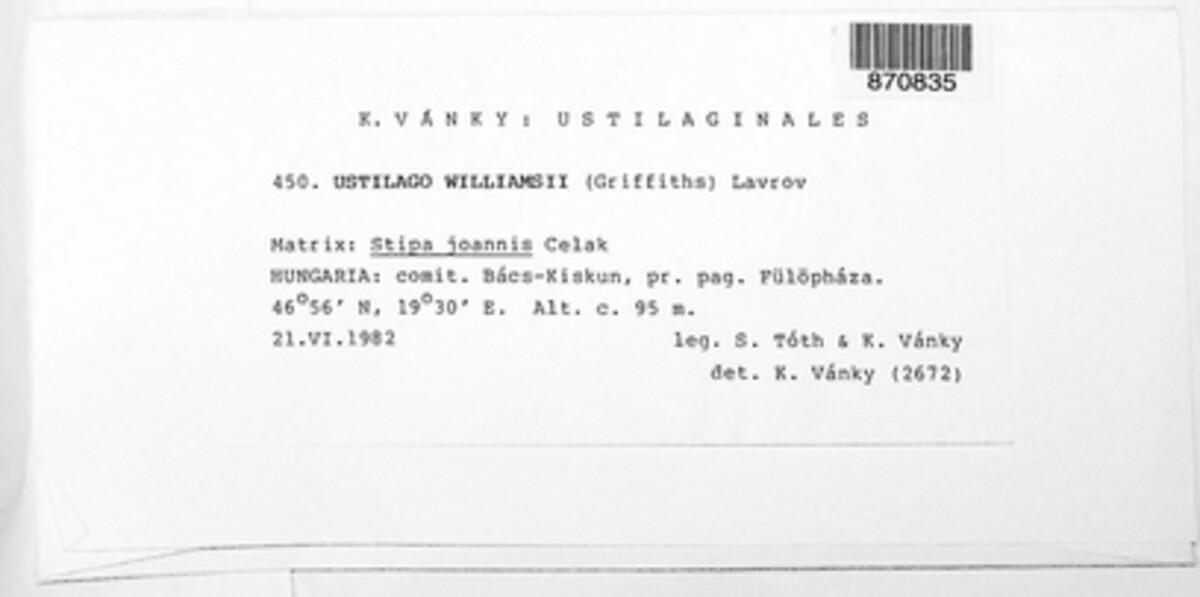 870835
K. VÁNKY: USTILAGINALES
450. USTILAGO WILLIAMSII (Griffiths) Lavrov
Matrix: Stipa joannis Celak
HUNGARIA: comit. Bács-Kiskun, pr. pag. Fülöpháza.
46°56' N, 19°30' E. Alt. c. 95 m.
21.VI.1982 leg. S. Tóth & K. Vánky
det. K. Vánky (2672)